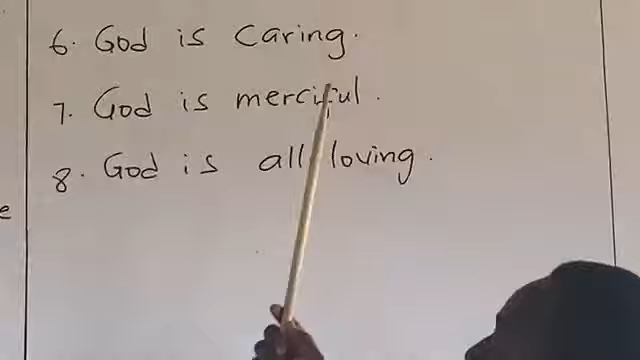 6. God is caring.
7. God is merciful.
8. God is all loving.
e